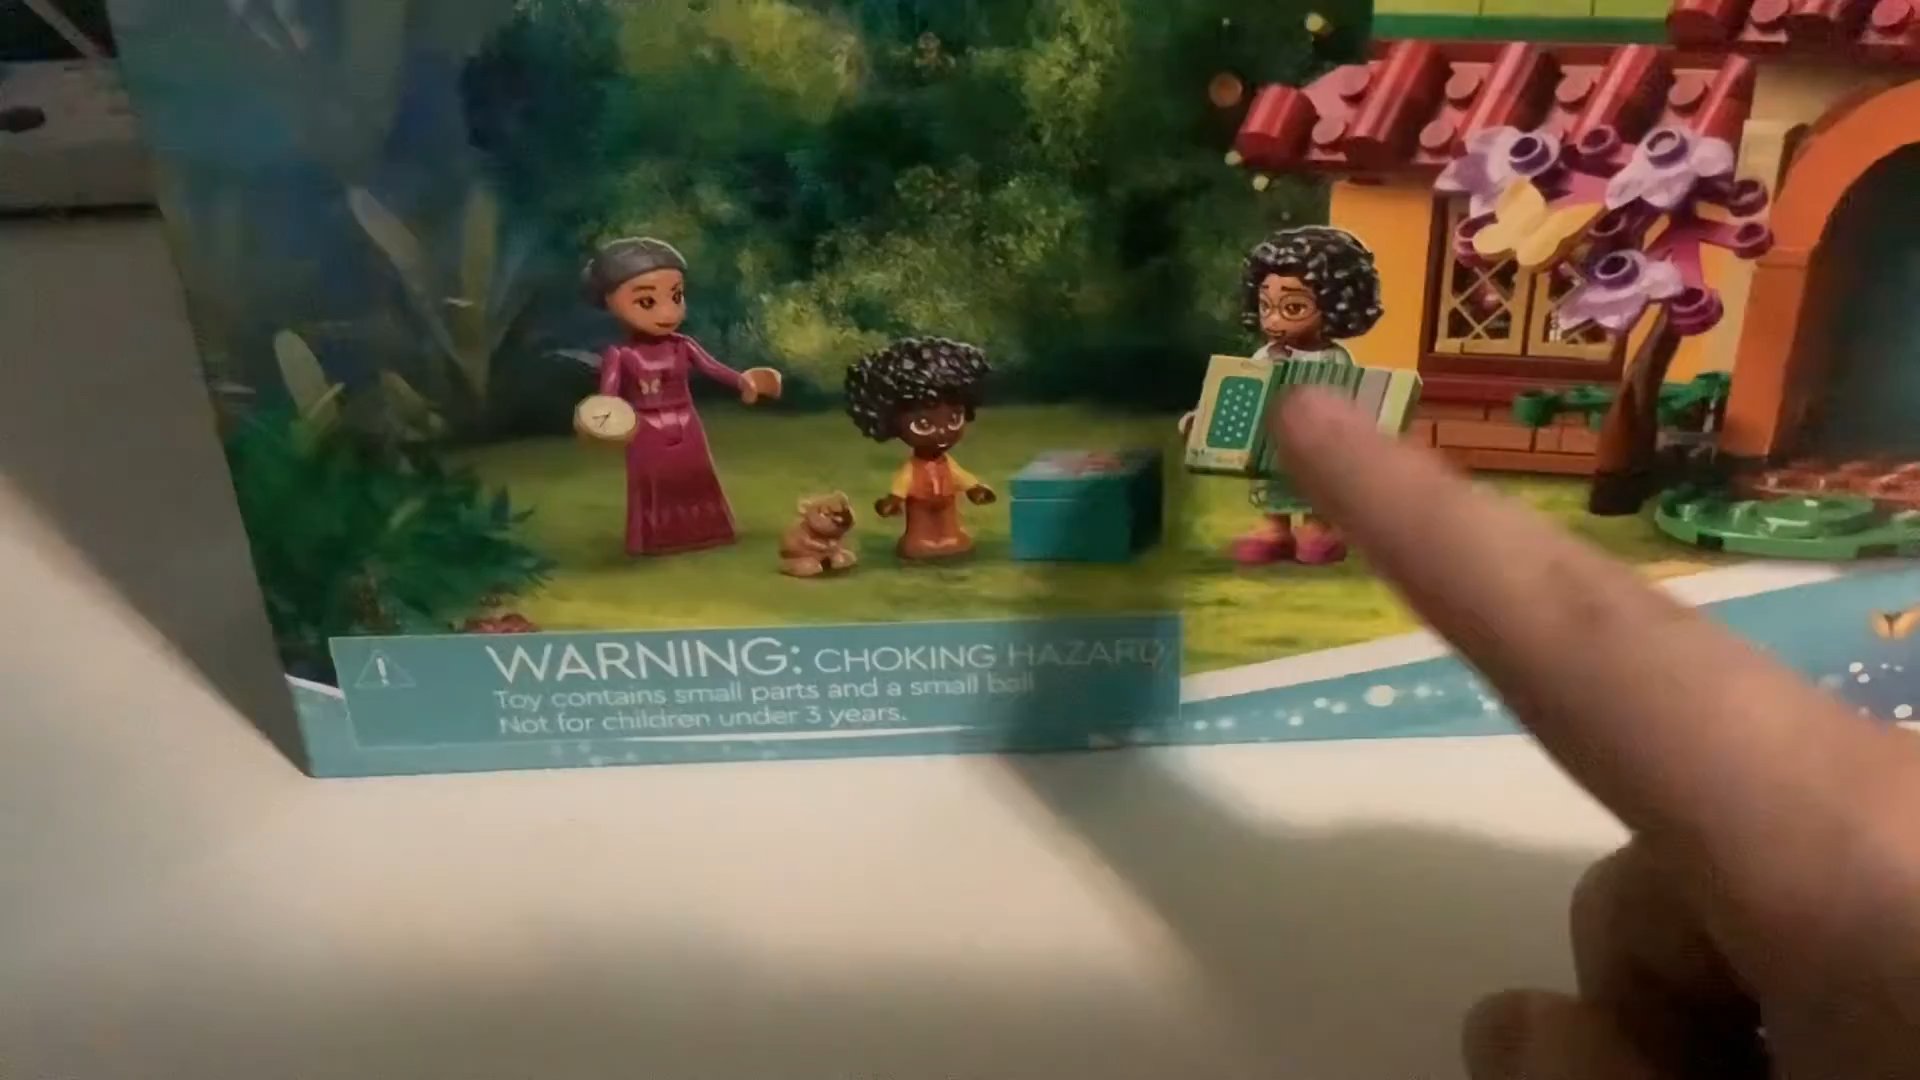 WARNING: CHOKING HAZARD
Toy contains small parts and a small ball
Not for children under 3 years.